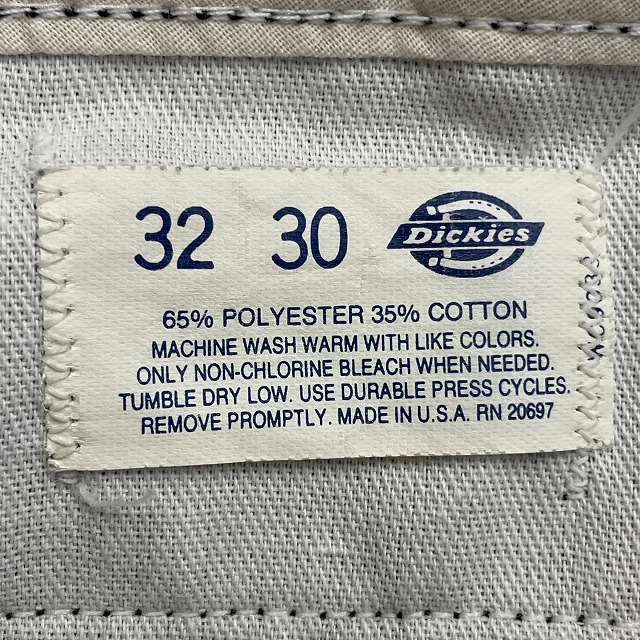 32 30 Dickies
65% POLYESTER 35% COTTON
MACHINE WASH WARM WITH LIKE COLORS.
ONLY NON-CHLORINE BLEACH WHEN NEEDED.
TUMBLE DRY LOW. USE DURABLE PRESS CYCLES.
REMOVE PROMPTLY. MADE IN U.S.A. RN 20697